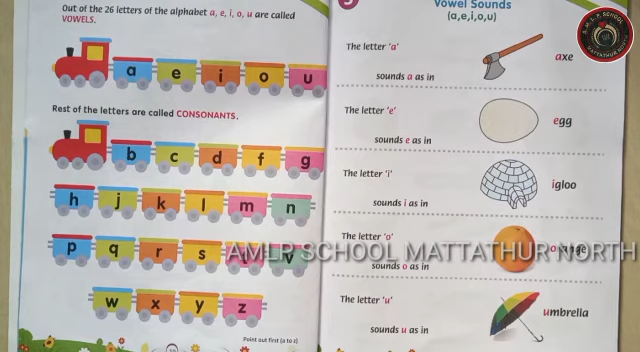 Out of the 26 letters of the alphabet a, e, i, o, u are called
VOWELS.
a e i o u
Rest of the letters are called CONSONANTS.
b c d f g
h j k l m n
p q r s t v
w x y z
Point out first (a to z)
Vowel Sounds
(a,e,i,o,u)
The letter 'a'
sounds a as in
axe
The letter 'e'
sounds e as in
egg
The letter 'i'
sounds i as in
igloo
The letter 'o'
sounds o as in
orange
The letter 'u'
sounds u as in
umbrella
A.M.L.P. SCHOOL
MATTATHUR NORTH
AMLP SCHOOL MATTATHUR NORTH